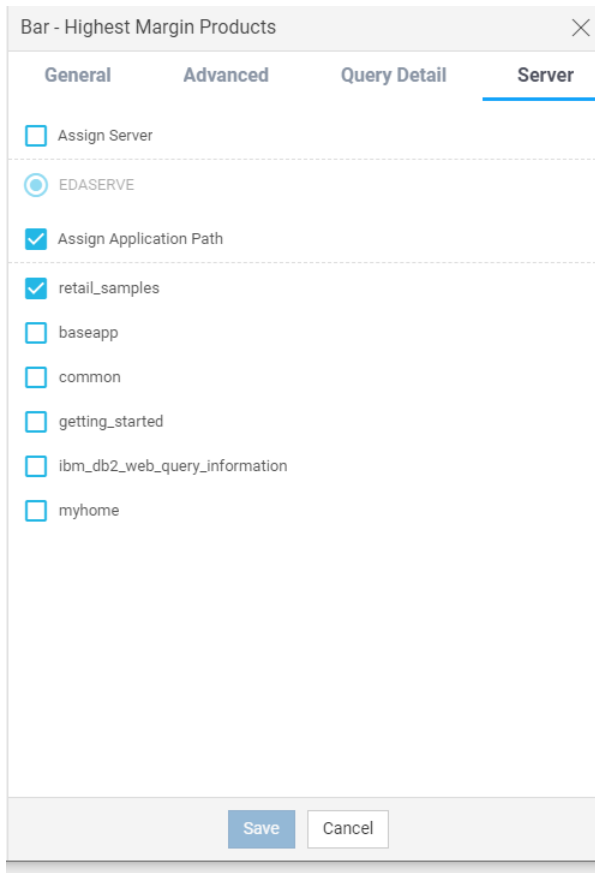 Bar - Highest Margin Products
General Advanced Query Detail Server
Assign Server
EDASERVE
Assign Application Path
retail_samples
baseapp
common
getting_started
ibm_db2_web_query_information
myhome
Save Cancel